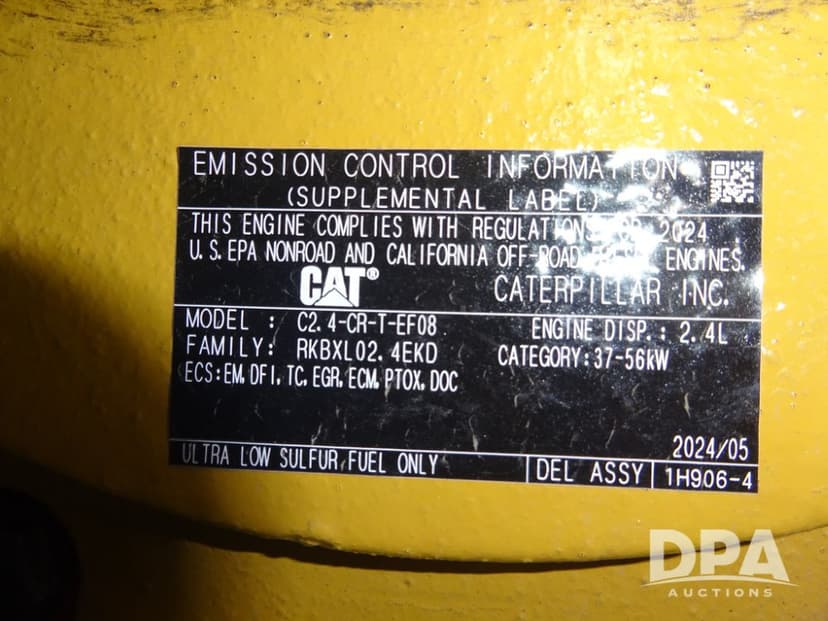 EMISSION CONTROL INFORMATION
(SUPPLEMENTAL LABEL)
THIS ENGINE COMPLIES WITH REGULATIONS FOR 2024
U.S. EPA NONROAD AND CALIFORNIA OFF-ROAD DIESEL ENGINES.
CAT® CATERPILLAR INC.
MODEL : C2.4-CR-T-EF08 ENGINE DISP.: 2.4L
FAMILY: RKBXL02.4EKD CATEGORY:37-56kW
ECS:EM, DFI, TC, EGR, ECM, PTOX, DOC
2024/05
ULTRA LOW SULFUR FUEL ONLY DEL ASSY 1H906-4
DPA
AUCTIONS